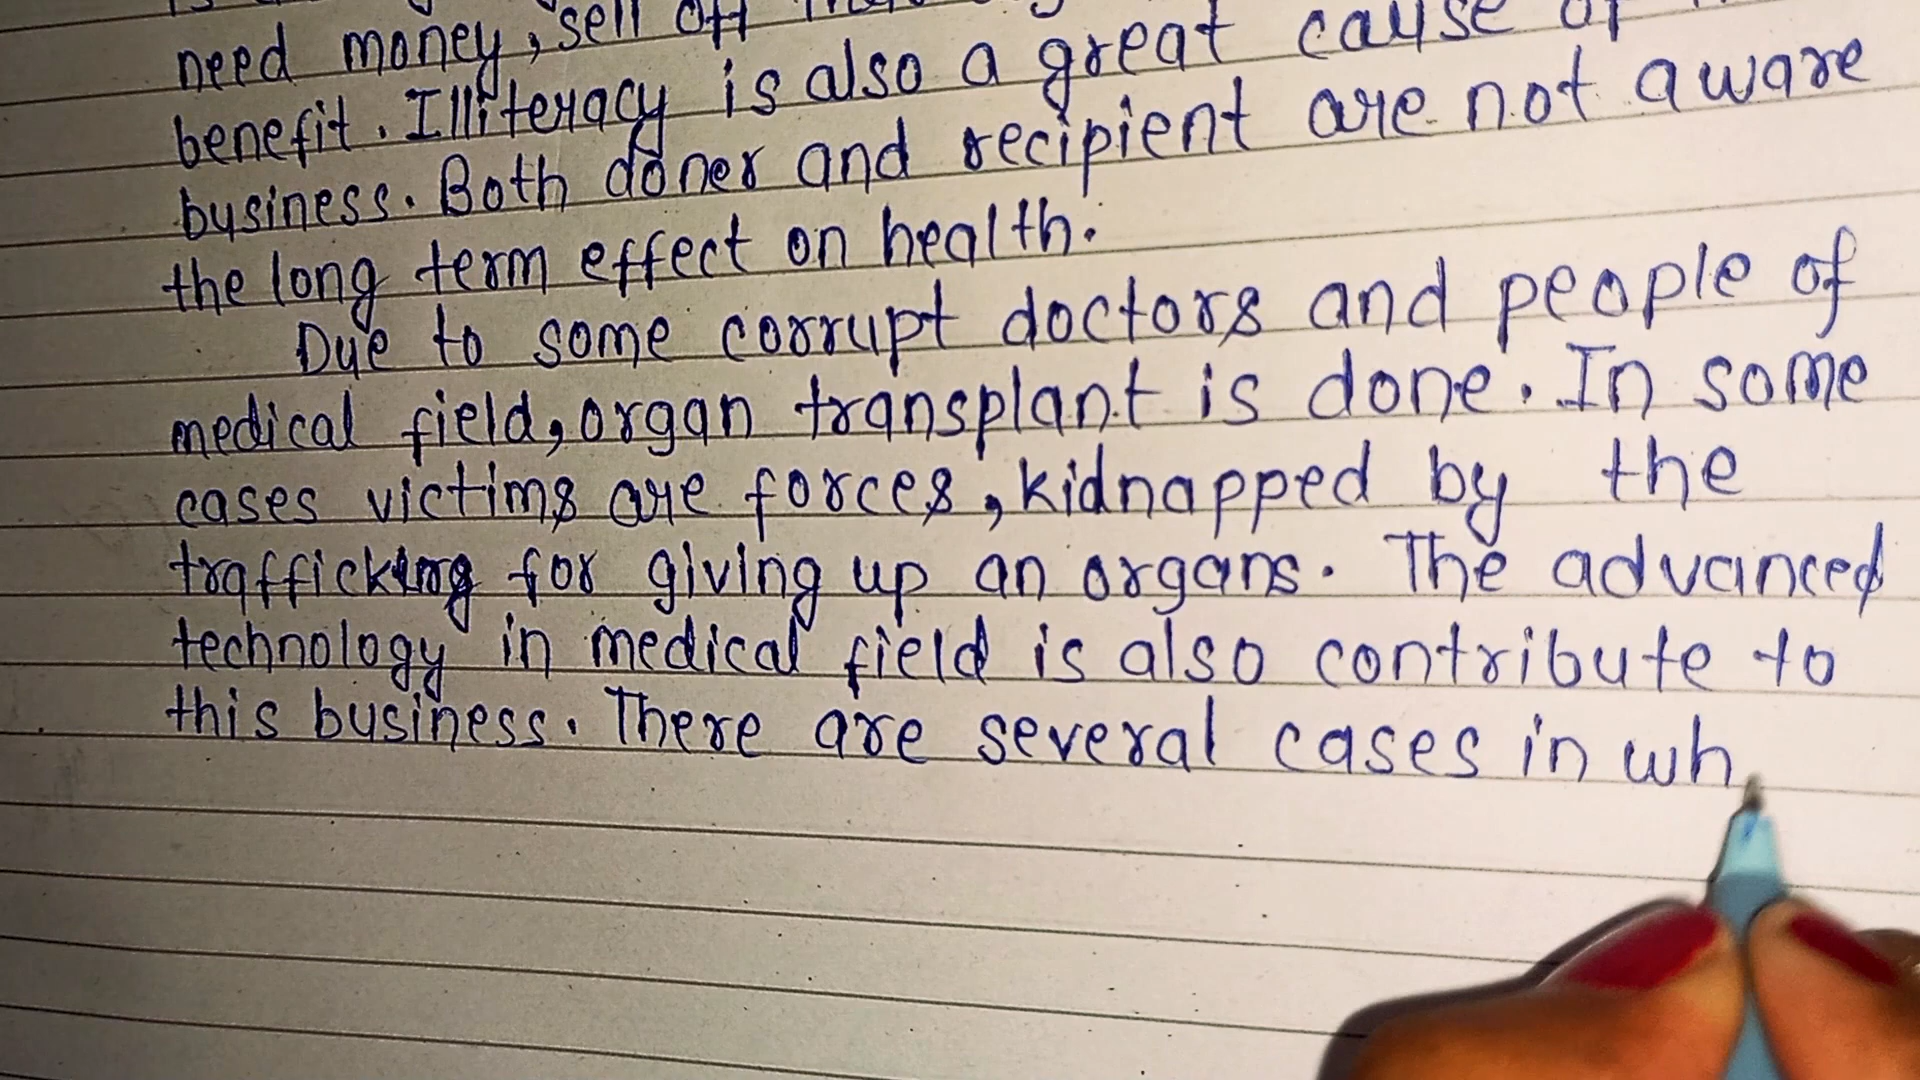 need money, sell off
benefit. Illiteracy is also a great cause of
business. Both doner and recipient are not aware
the long term effect on health.
Due to some corrupt doctors and people of
medical field, organ transplant is done. In some
cases victims are forces, kidnapped by the
trafficking for giving up an organs. The advanced
technology in medical field is also contribute to
this business. There are several cases in wh